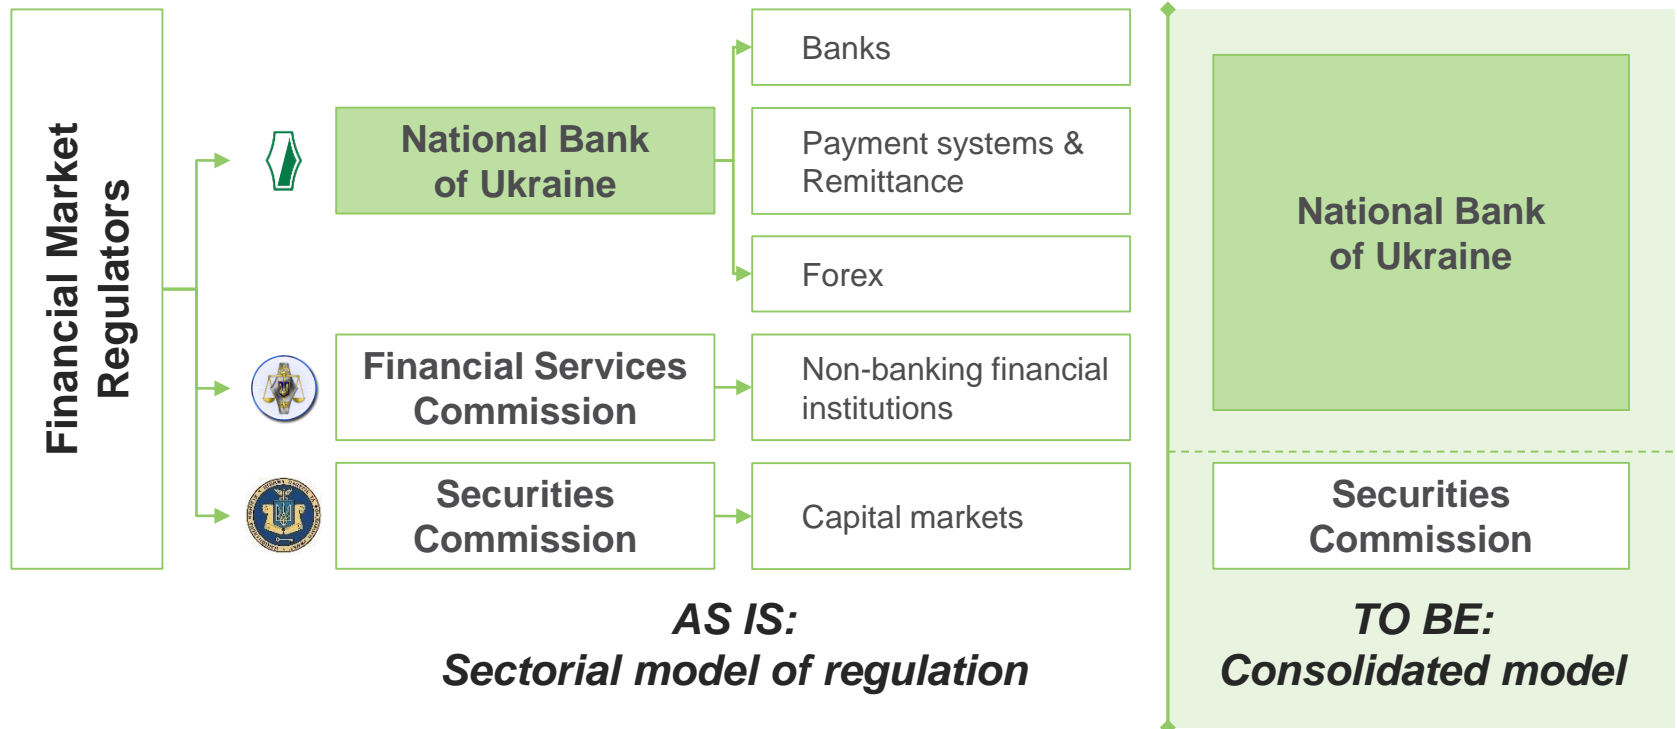 Financial Market
Regulators
National Bank
of Ukraine
Banks
Payment systems &
Remittance
Forex
Financial Services
Commission
Non-banking financial
institutions
Securities
Commission
Capital markets
AS IS:
Sectorial model of regulation
National Bank
of Ukraine
Securities
Commission
TO BE:
Consolidated model